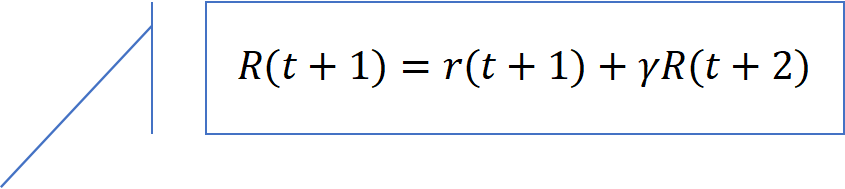 R(t + 1) = r(t + 1) + γR(t + 2)